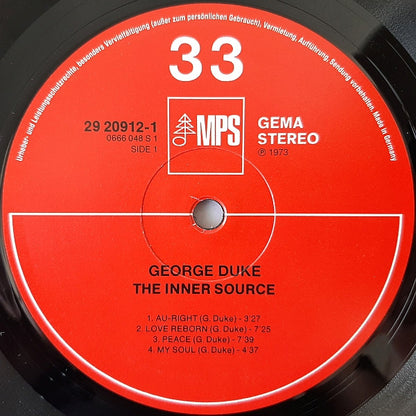 Urheber- und Leistungsschutzrechte, besonders Vervielfältigung (außer zum persönlichen Gebrauch), Vermietung, Aufführung, Sendung vorbehalten. Made in Germany
33
29 20912-1
0666 048 S 1
SIDE 1
MPS
GEMA
STEREO
Ⓟ 1973
GEORGE DUKE
THE INNER SOURCE
1. AU-RIGHT (G. Duke) - 3'27
2. LOVE REBORN (G. Duke) - 7'25
3. PEACE (G. Duke) - 7'39
4. MY SOUL (G. Duke) - 4'37